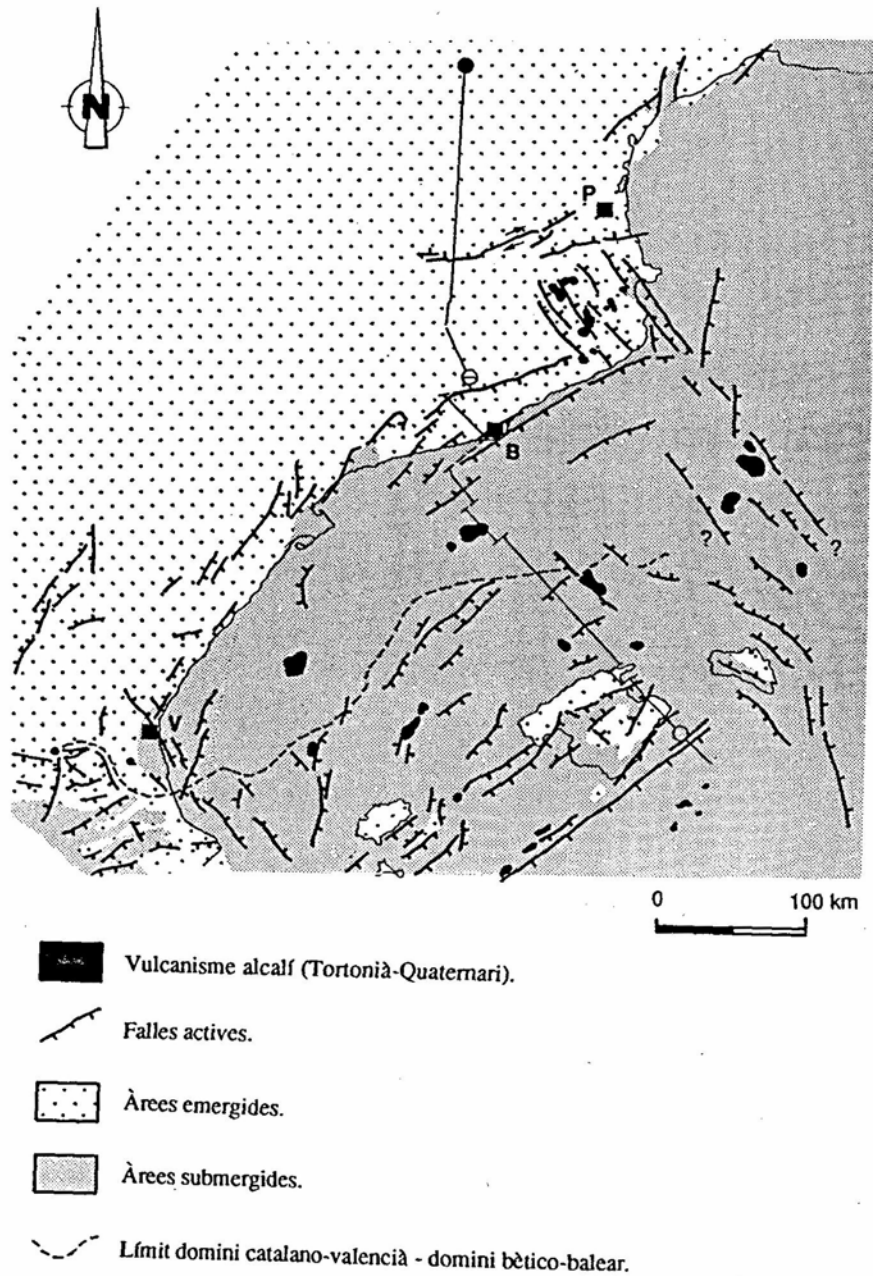 N
P
B
?
?
V
0 100 km
Vulcanisme alcalí (Tortonià-Quaternari).
Falles actives.
Àrees emergides.
Àrees submergides.
Límit domini catalano-valencià - domini bètico-balear.